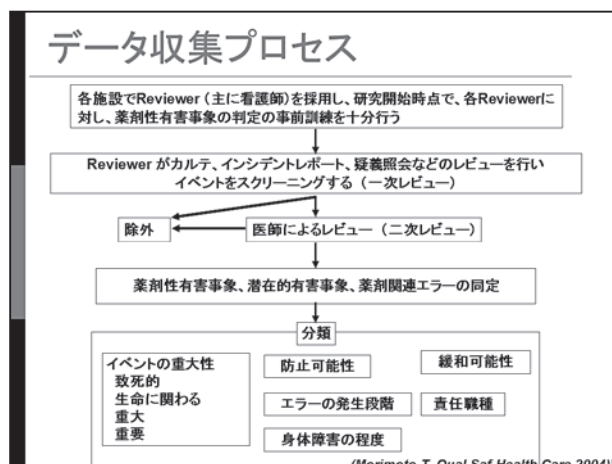 データ収集プロセス
各施設でReviewer（主に看護師）を採用し、研究開始時点で、各Reviewerに
対し、薬剤性有害事象の判定の事前訓練を十分行う
Reviewer がカルテ、インシデントレポート、疑義照会などのレビューを行い
イベントをスクリーニングする（一次レビュー）
除外
医師によるレビュー（二次レビュー）
薬剤性有害事象、潜在的有害事象、薬剤関連エラーの同定
分類
イベントの重大性
致死的
生命に関わる
重大
重要
防止可能性
緩和可能性
エラーの発生段階
責任職種
身体障害の程度
(Morimoto T, Qual Saf Health Care 2004)